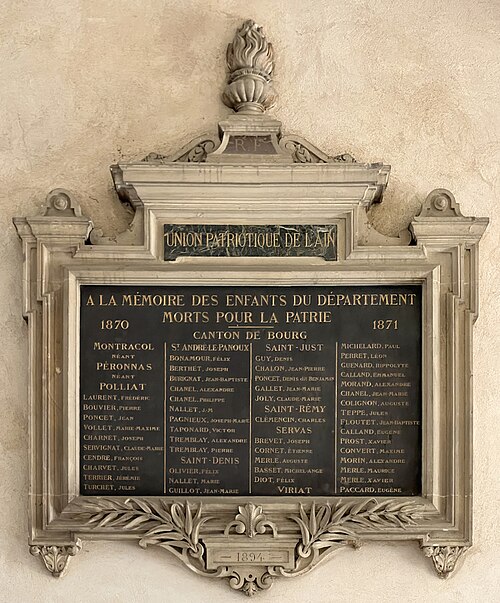 R F
UNION PATRIOTIQUE DE L'AIN
A LA MÉMOIRE DES ENFANTS DU DÉPARTEMENT
MORTS POUR LA PATRIE
1870
1871
CANTON DE BOURG
MONTRACOL
NÉANT
PÉRONNAS
NÉANT
POLLIAT
LAURENT, FRÉDÉRIC
BOUVIER, PIERRE
PONCET, JEAN
VOLLET, MARIE-MAXIME
CHARNET, JOSEPH
SERVIGNAT, CLAUDE-MARIE
CENDRE, FRANÇOIS
CHARVET, JULES
TERRIER, JÉRÉMIE
TURCHET, JULES
ST ANDRÉ-LE PANOUX
BONAMOUR, FÉLIX
BERTHET, JOSEPH
BURIGNAT, JEAN-BAPTISTE
CHANEL, ALEXANDRE
CHANEL, PHILIPPE
NALLET, J-M
PAGNIEUX, JOSEPH-MARIE
TAPONARD, VICTOR
TREMBLAY, ALEXANDRE
TREMBLAY, PIERRE
SAINT-DENIS
OLIVIER, FÉLIX
NALLET, MARIE
GUILLOT, JEAN-MARIE
SAINT-JUST
GUY, DENIS
CHALON, JEAN-PIERRE
PONCET, DENIS dit BENJAMIN
GALLET, JEAN-MARIE
JOLY, CLAUDE-MARIE
SAINT-RÉMY
CLÉMENCIN, CHARLES
SERVAS
BREVET, JOSEPH
CORNET, ÉTIENNE
MERLE, AUGUSTE
BASSET, MICHEL-ANGE
DIOT, FÉLIX
VIRIAT
MICHELARD, PAUL
PERRET, LÉON
GUENARD, HIPPOLYTE
CALLAND, EMMANUEL
MORAND, ALEXANDRE
CHANEL, JEAN-MARIE
COLIGNON, AUGUSTE
TEPPE, JULES
FLOUTET, JEAN-BAPTISTE
CALLAND, EUGÈNE
PROST, XAVIER
CONVERT, MAXIME
MORIN, ALEXANDRE
MERLE, MAURICE
MERLE, XAVIER
PACCARD, EUGÈNE
1894